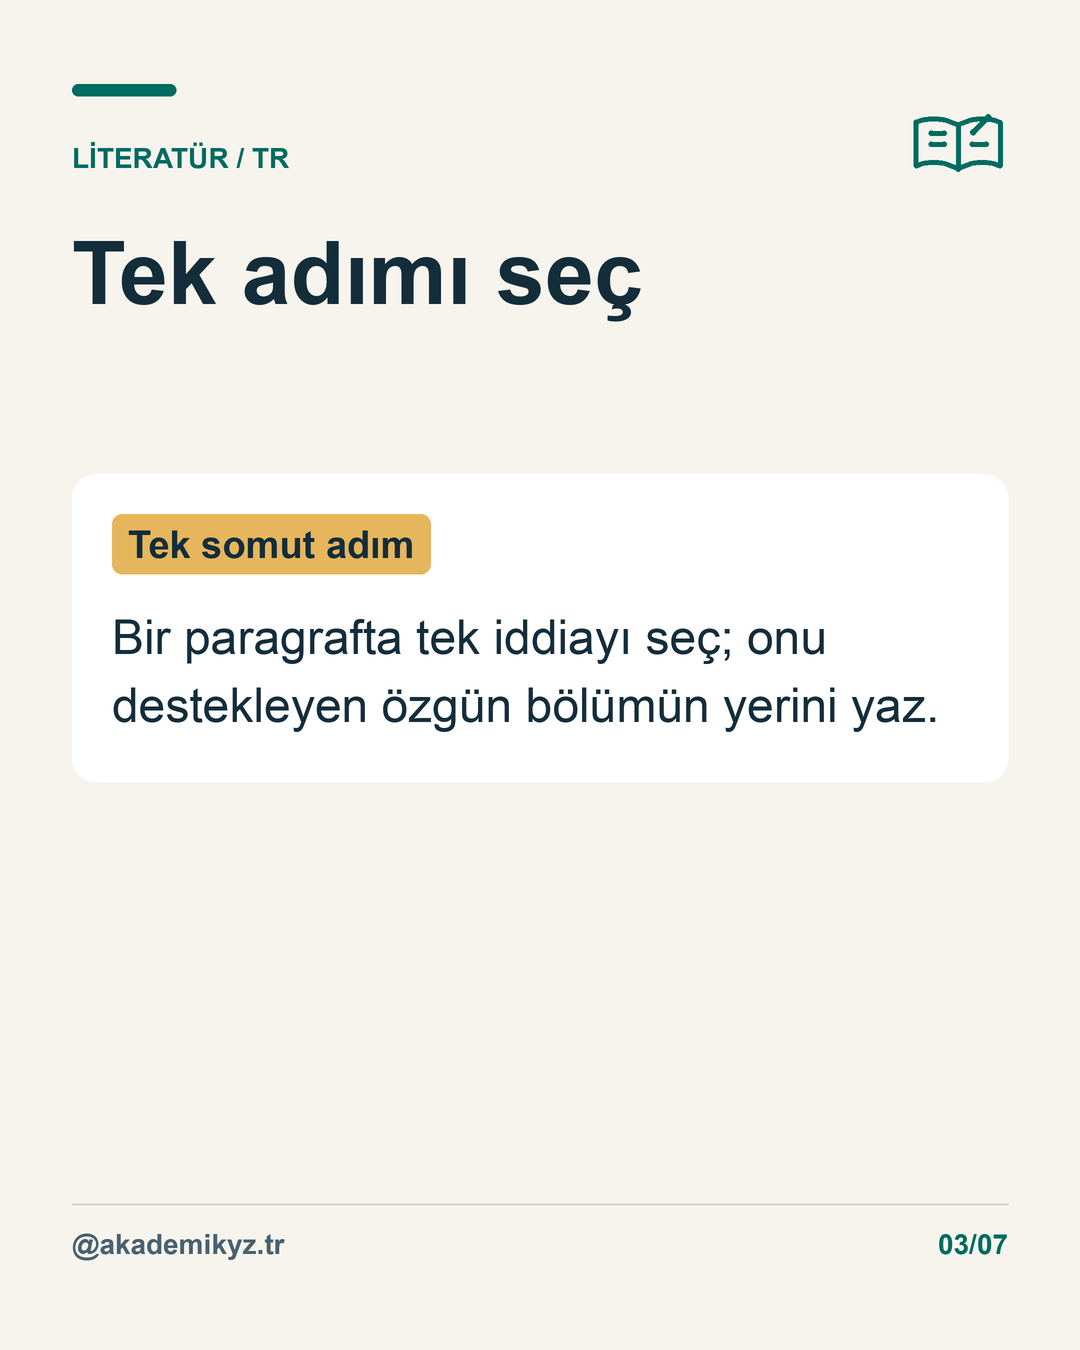 LİTERATÜR / TR
Tek adımı seç
Tek somut adım
Bir paragrafta tek iddiayı seç; onu
destekleyen özgün bölümün yerini yaz.
@akademikyz.tr
03/07